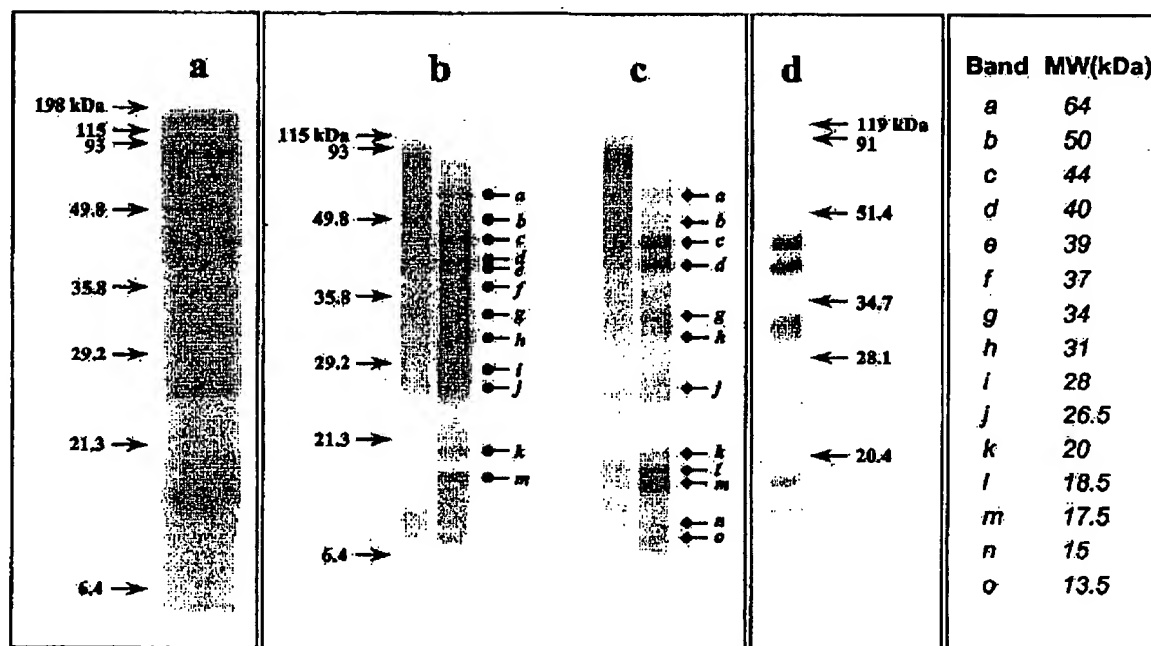 a
198 kDa
115
93
49.8
35.8
29.2
21.3
6.4
b
115 kDa
93
49.8
35.8
29.2
21.3
6.4
a
b
c
d
e
f
g
h
i
j
k
m
c
a
b
c
d
g
h
j
k
l
m
n
o
d
119 kDa
91
51.4
34.7
28.1
20.4
Band MW(kDa)
a 64
b 50
c 44
d 40
e 39
f 37
g 34
h 31
i 28
j 26.5
k 20
l 18.5
m 17.5
n 15
o 13.5